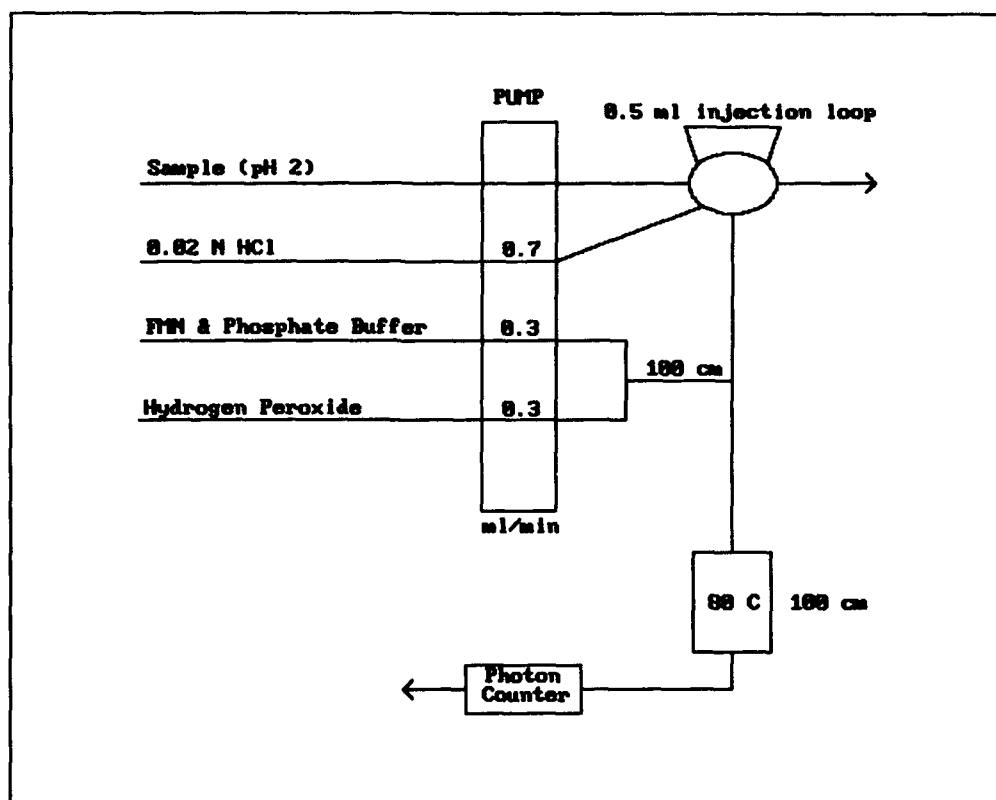 PUMP
0.5 ml injection loop
Sample (pH 2)
0.02 N HCl
0.7
FMN & Phosphate Buffer
0.3
100 cm
Hydrogen Peroxide
0.3
ml/min
80 C
100 cm
Photon
Counter